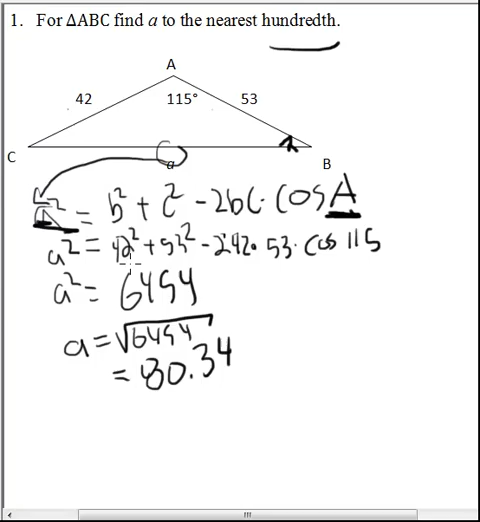 1. For ΔABC find a to the nearest hundredth.
A
42
115°
53
C
a
B
a² = b² + c² - 2bc · cos A
a² = 42² + 53² - 2·42 · 53 · cos 115
a² = 6454
a = √6454
= 80.34